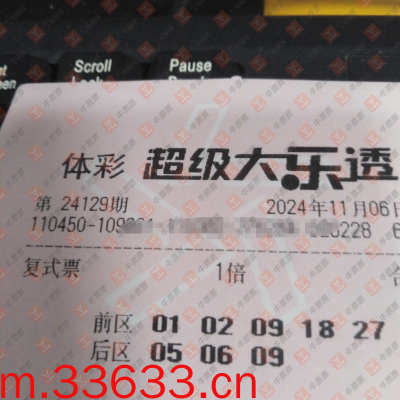 Scroll
Pause
体彩 超级大乐透
第 24129期 2024年11月06日
110450-109 228 6
复式票 1倍
前区 01 02 09 18 27
后区 05 06 09
m.33633.cn